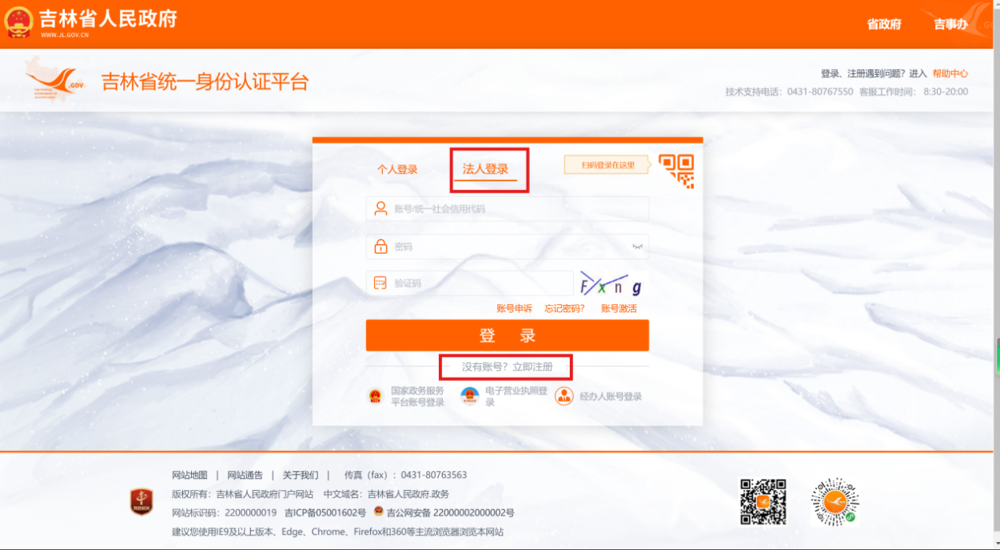 吉林省人民政府
WWW.JL.GOV.CN
省政府 吉事办
.GOV 吉林省统一身份认证平台
登录、注册遇到问题?进入 帮助中心
技术支持电话:0431-80767550 客服工作时间: 8:30-20:00
个人登录 法人登录 扫码登录在这里
账号/统一社会信用代码
密码
验证码 Fxng
账号申诉 忘记密码? 账号激活
登 录
没有账号?立即注册
国家政务服务平台账号登录 电子营业执照登录 经办人账号登录
网站地图 | 网站通告 | 关于我们 | 传真(fax):0431-80763563
版权所有:吉林省人民政府门户网站 中文域名:吉林省人民政府.政务
网站标识码:2200000019 吉ICP备05001602号 吉公网安备 22000002000002号
建议您使用IE9及以上版本、Edge、Chrome、Firefox和360等主流浏览器浏览本网站